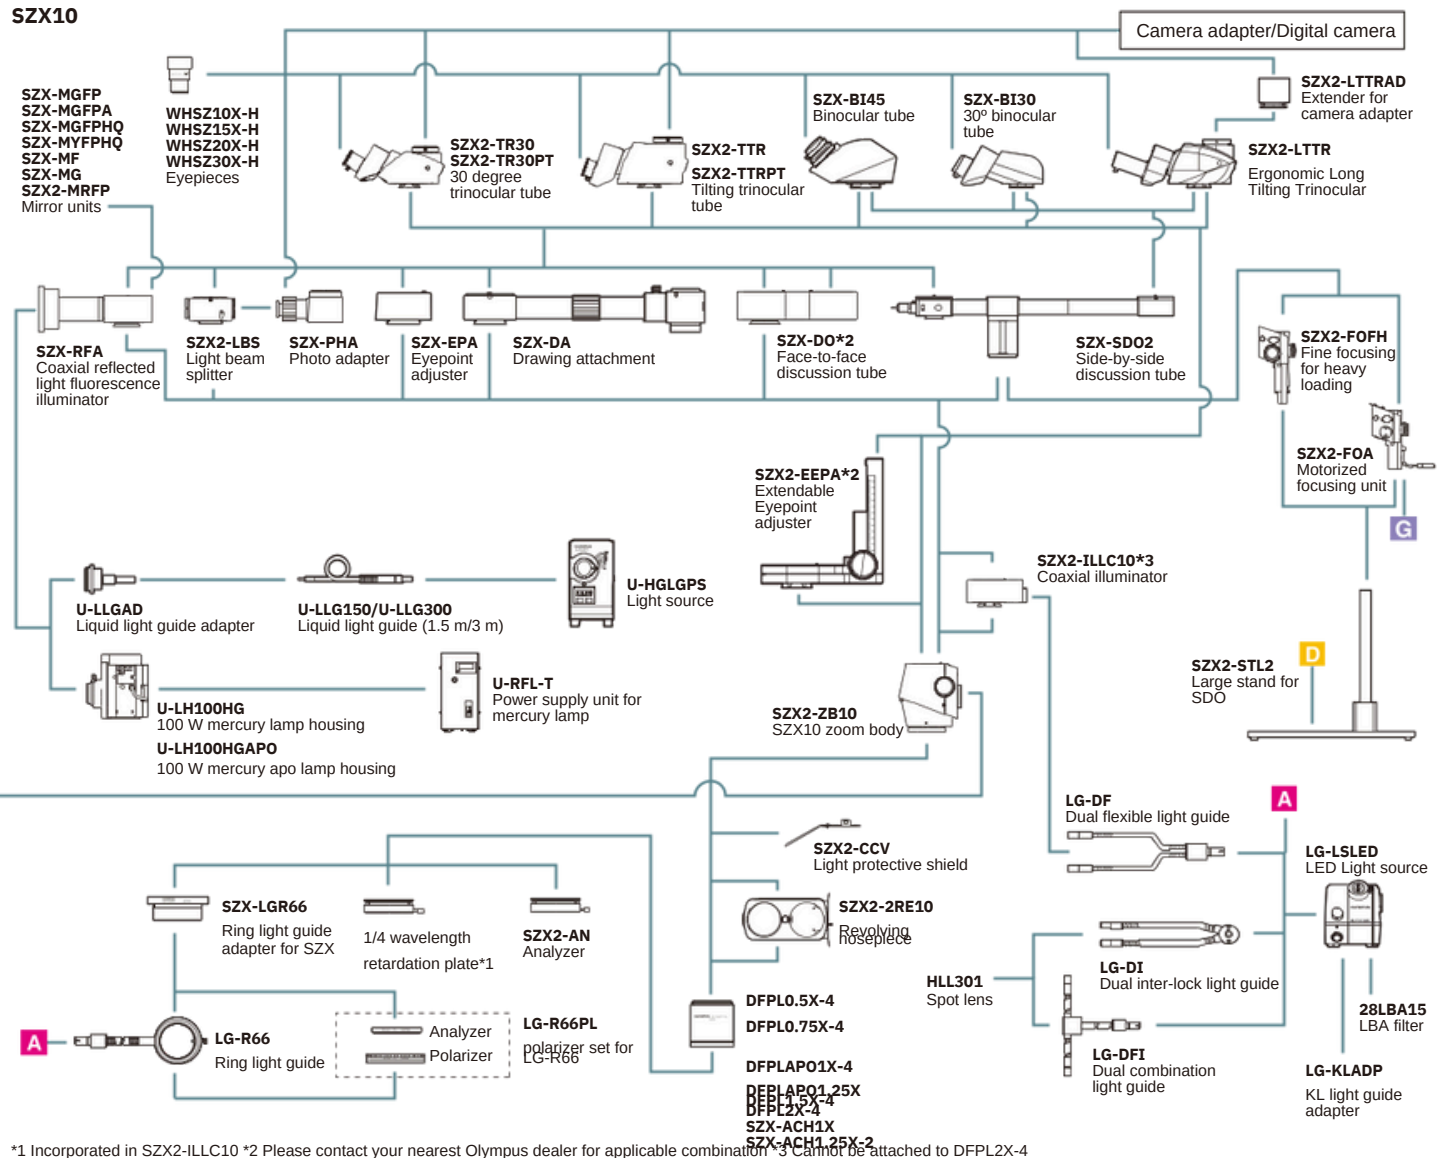 SZX10
Camera adapter/Digital camera
SZX-MGFP
SZX-MGFPA
SZX-MGFPHQ
SZX-MYFPHQ
SZX-MF
SZX-MG
SZX2-MRFP
Mirror units
WHSZ10X-H
WHSZ15X-H
WHSZ20X-H
WHSZ30X-H
Eyepieces
SZX2-TR30
SZX2-TR30PT
30 degree
trinocular tube
SZX2-TTR
SZX2-TTRPT
Tilting trinocular
tube
SZX-BI45
Binocular tube
SZX-BI30
30º binocular
tube
SZX2-LTTRAD
Extender for
camera adapter
SZX2-LTTR
Ergonomic Long
Tilting Trinocular
SZX-RFA
Coaxial reflected
light fluorescence
illuminator
SZX2-LBS
Light beam
splitter
SZX-PHA
Photo adapter
SZX-EPA
Eyepoint
adjuster
SZX-DA
Drawing attachment
SZX-DO*2
Face-to-face
discussion tube
SZX-SDO2
Side-by-side
discussion tube
SZX2-FOFH
Fine focusing
for heavy
loading
SZX2-FOA
Motorized
focusing unit
G
SZX2-EEPA*2
Extendable
Eyepoint
adjuster
SZX2-ILLC10*3
Coaxial illuminator
U-LLGAD
Liquid light guide adapter
U-LLG150/U-LLG300
Liquid light guide (1.5 m/3 m)
U-HGLGPS
Light source
U-LH100HG
100 W mercury lamp housing
U-LH100HGAPO
100 W mercury apo lamp housing
U-RFL-T
Power supply unit for
mercury lamp
SZX2-ZB10
SZX10 zoom body
SZX2-STL2
Large stand for
SDO
D
SZX2-CCV
Light protective shield
LG-DF
Dual flexible light guide
A
LG-LSLED
LED Light source
SZX-LGR66
Ring light guide
adapter for SZX
1/4 wavelength
retardation plate*1
SZX2-AN
Analyzer
SZX2-2RE10
Revolving
nosepiece
LG-DI
Dual inter-lock light guide
HLL301
Spot lens
LG-DFI
Dual combination
light guide
28LBA15
LBA filter
LG-KLADP
KL light guide
adapter
A
LG-R66
Ring light guide
Analyzer
Polarizer
LG-R66PL
polarizer set for
LG-R66
DFPL0.5X-4
DFPL0.75X-4
DFPLAPO1X-4
DFPLAPO1.25X
DFPL1.5X-4
DFPL2X-4
SZX-ACH1X
SZX-ACH1.25X-2
*1 Incorporated in SZX2-ILLC10 *2 Please contact your nearest Olympus dealer for applicable combination *3 Cannot be attached to DFPL2X-4